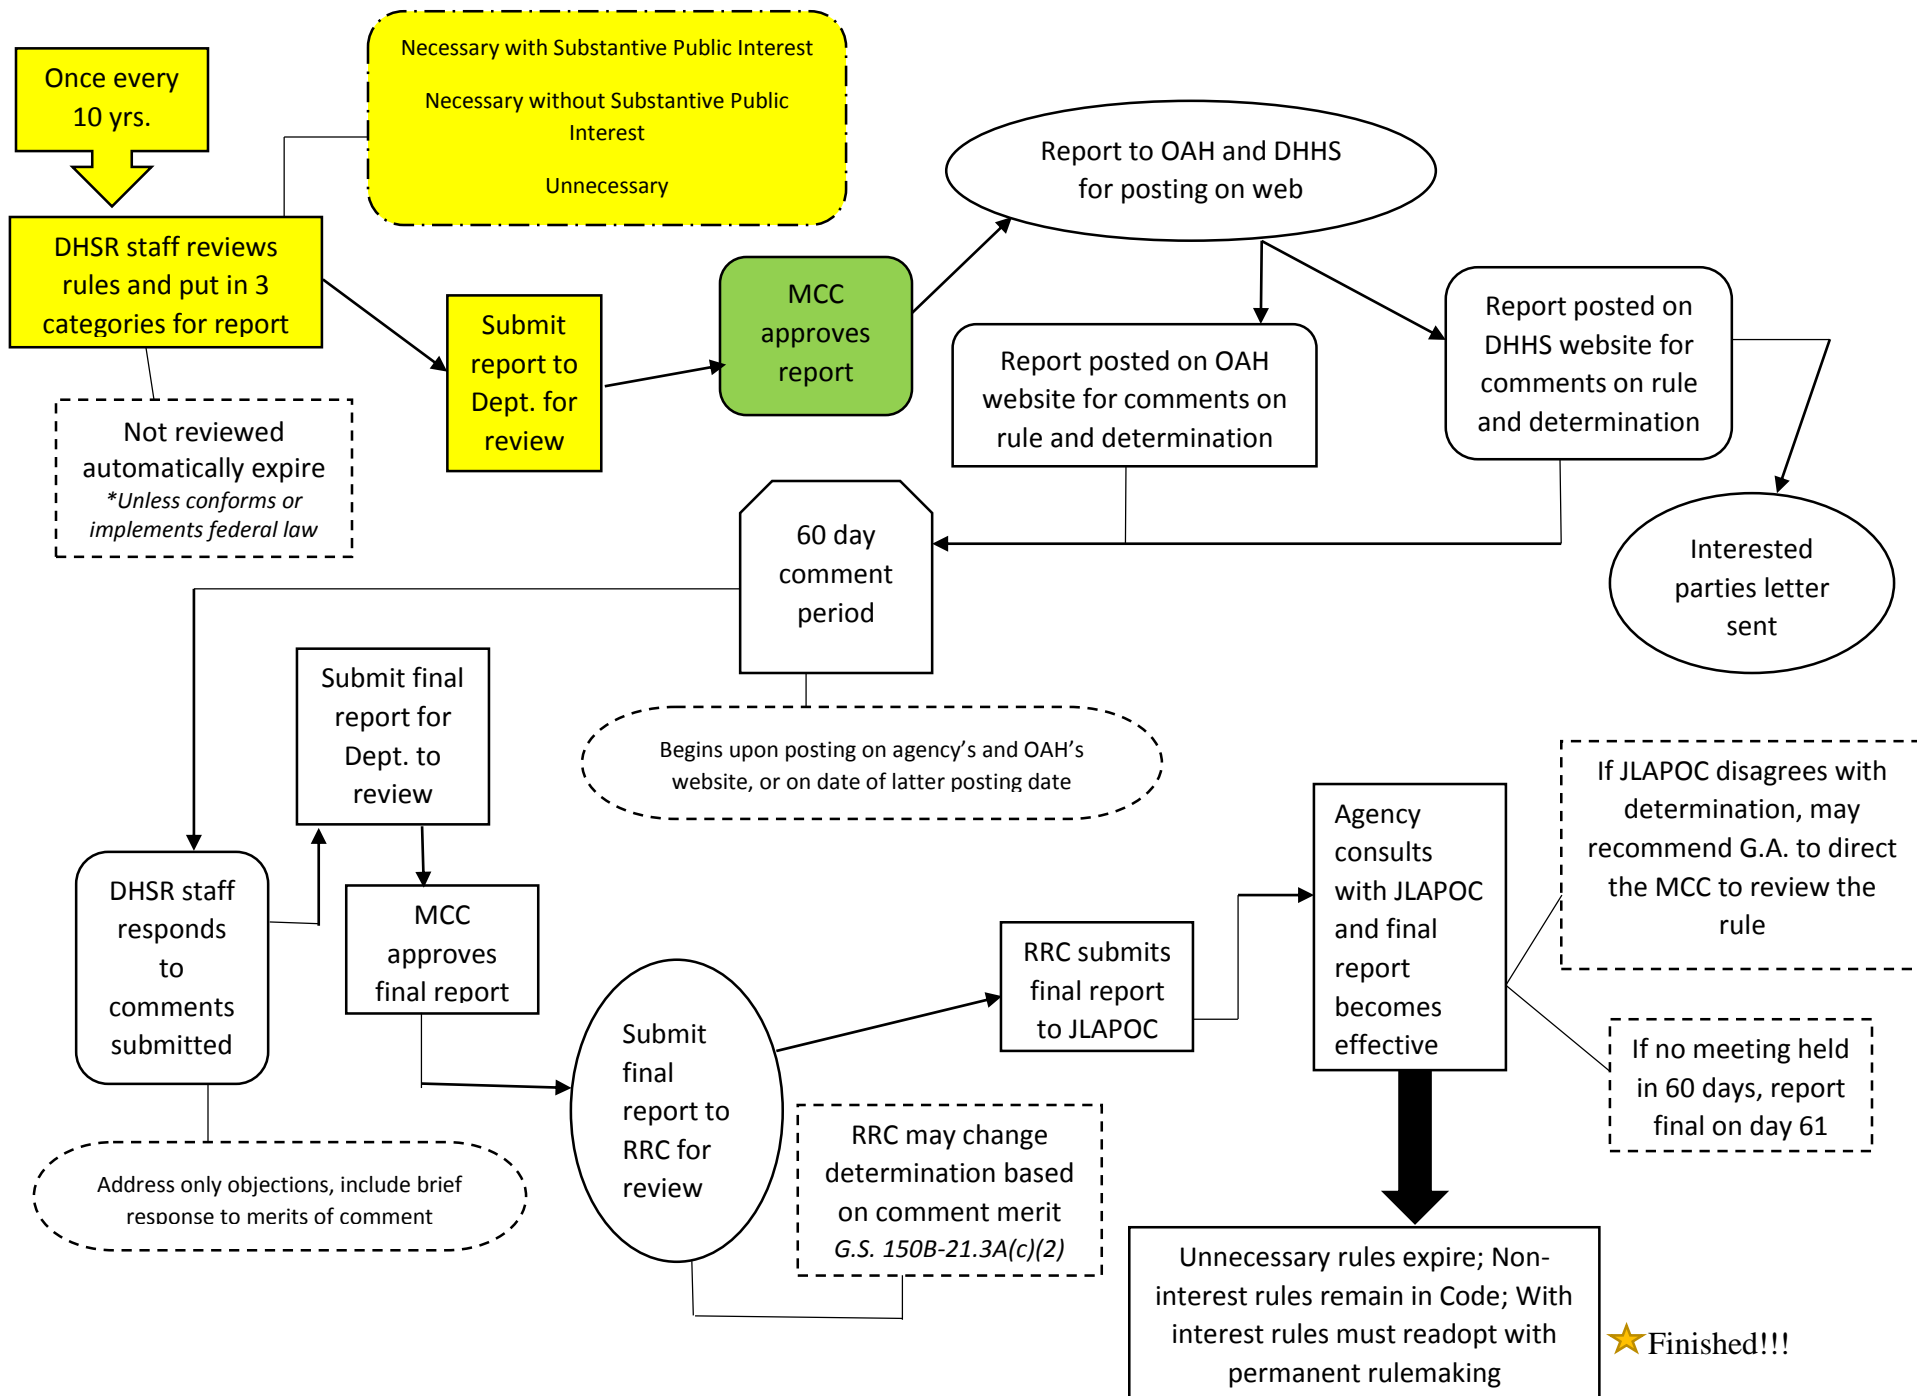 Once every
10 yrs.
Necessary with Substantive Public Interest
Necessary without Substantive Public
Interest
Unnecessary
DHSR staff reviews
rules and put in 3
categories for report
Not reviewed
automatically expire
*Unless conforms or
implements federal law
Submit
report to
Dept. for
review
MCC
approves
report
Report to OAH and DHHS
for posting on web
Report posted on OAH
website for comments on
rule and determination
Report posted on
DHHS website for
comments on rule
and determination
Interested
parties letter
sent
60 day
comment
period
Begins upon posting on agency’s and OAH’s
website, or on date of latter posting date
DHSR staff
responds
to
comments
submitted
Address only objections, include brief
response to merits of comment
Submit final
report for
Dept. to
review
MCC
approves
final report
Submit
final
report to
RRC for
review
RRC may change
determination based
on comment merit
G.S. 150B-21.3A(c)(2)
RRC submits
final report
to JLAPOC
Agency
consults
with JLAPOC
and final
report
becomes
effective
If JLAPOC disagrees with
determination, may
recommend G.A. to direct
the MCC to review the
rule
If no meeting held
in 60 days, report
final on day 61
Unnecessary rules expire; Non-
interest rules remain in Code; With
interest rules must readopt with
permanent rulemaking
Finished!!!